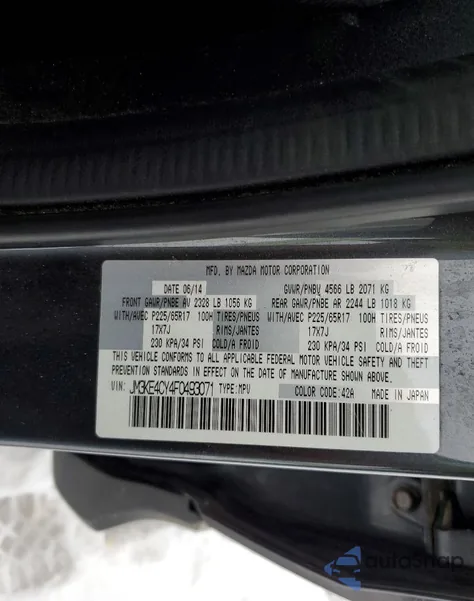 MFD. BY MAZDA MOTOR CORPORATION
DATE 06/14 GVWR/PNBV 4566 LB 2071 KG
FRONT GAWR/PNBE AV 2328 LB 1056 KG REAR GAWR/PNBE AR 2244 LB 1018 KG
WITH/AVEC P225/65R17 100H TIRES/PNEUS WITH/AVEC P225/65R17 100H TIRES/PNEUS
17X7J RIMS/JANTES 17X7J RIMS/JANTES
230 KPA/34 PSI COLD/A FROID 230 KPA/34 PSI COLD/A FROID
THIS VEHICLE CONFORMS TO ALL APPLICABLE FEDERAL MOTOR VEHICLE SAFETY AND THEFT
PREVENTION STANDARDS IN EFFECT ON THE DATE OF MANUFACTURE SHOWN ABOVE.
VIN: JM3KE4CY4F0493071 TYPE:MPV COLOR CODE:42A MADE IN JAPAN
autoSnap